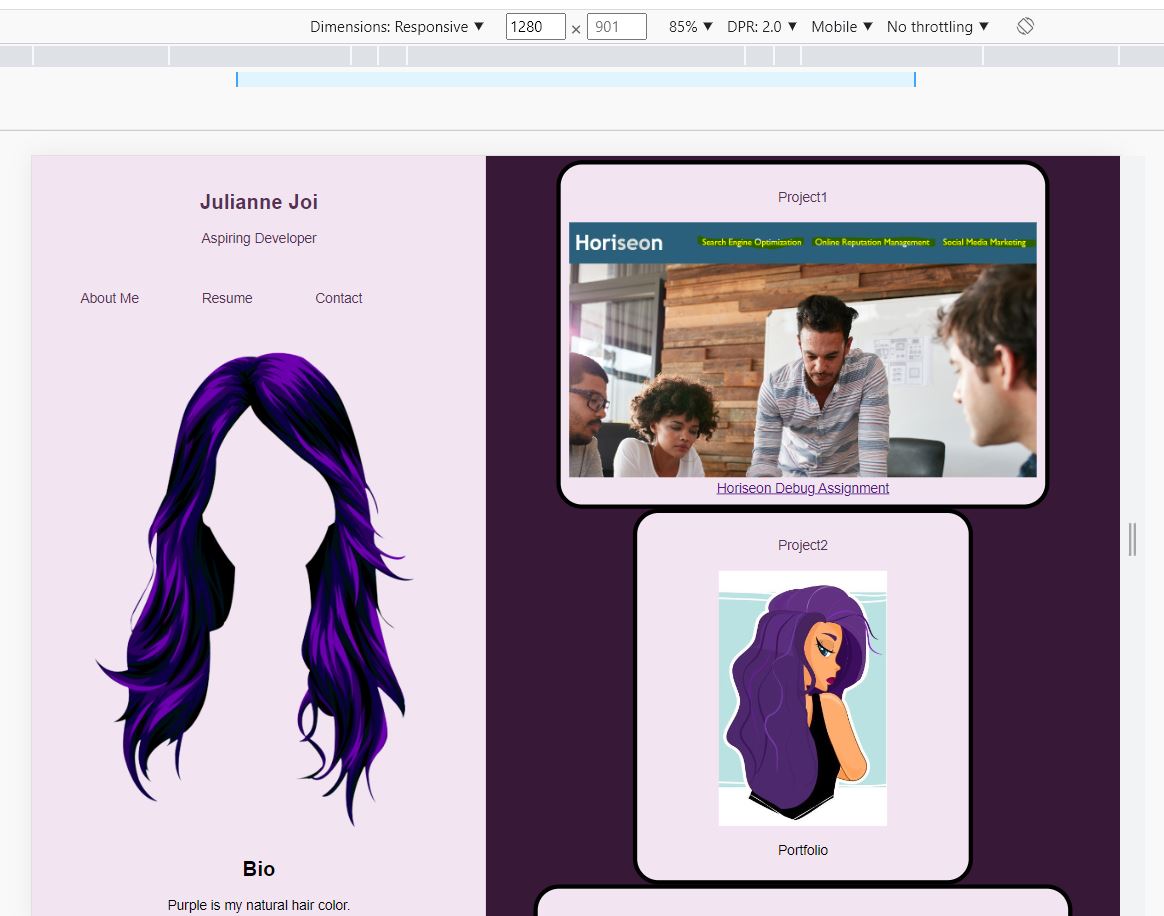 Dimensions: Responsive ▼ 1280 × 901 85% ▼ DPR: 2.0 ▼ Mobile ▼ No throttling ▼
Julianne Joi
Aspiring Developer
About Me Resume Contact
Bio
Purple is my natural hair color.
Project1
Horiseon Search Engine Optimization Online Reputation Management Social Media Marketing
Horiseon Debug Assignment
Project2
Portfolio